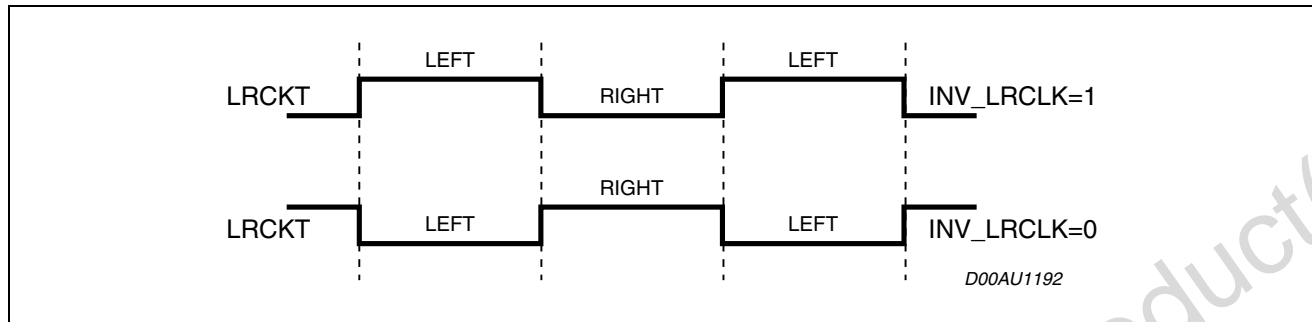 LEFT LEFT
LRCKT RIGHT INV_LRCLK=1
RIGHT
LRCKT LEFT LEFT INV_LRCLK=0
D00AU1192